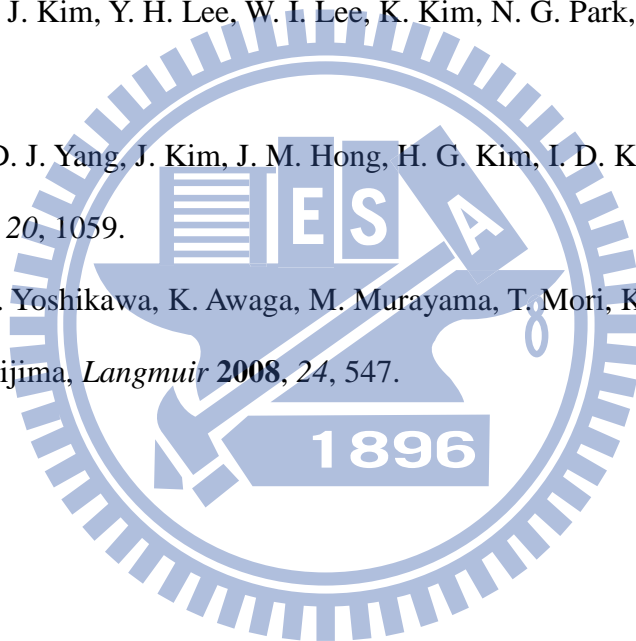 J. Kim, Y. H. Lee, W. I. Lee, K. Kim, N. G. Park,
D. J. Yang, J. Kim, J. M. Hong, H. G. Kim, I. D. K
20, 1059.
. Yoshikawa, K. Awaga, M. Murayama, T. Mori, K
ijima, Langmuir 2008, 24, 547.
E S A
1896